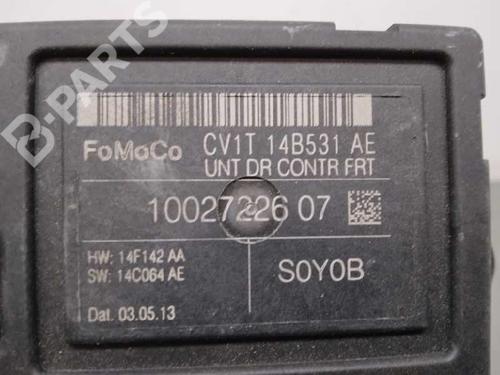 B-PARTS
FoMoCo CV1T 14B531 AE
UNT DR CONTR FRT
10027226 07
HW: 14F142 AA
SW: 14C064 AE
S0Y0B
Dat. 03.05.13